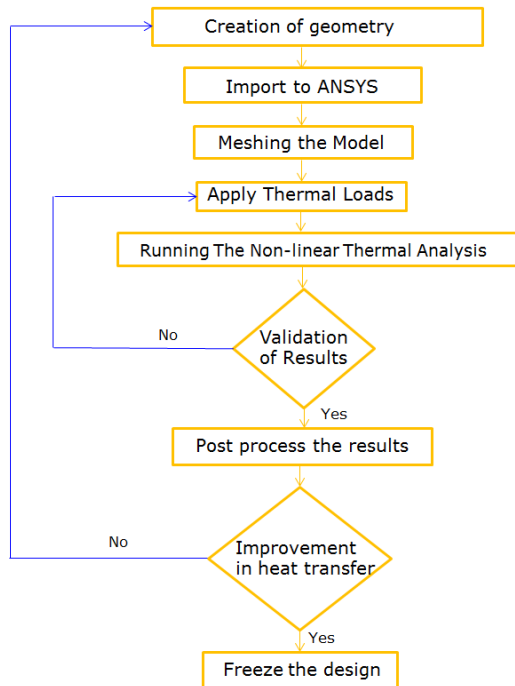 Creation of geometry
Import to ANSYS
Meshing the Model
Apply Thermal Loads
Running The Non-linear Thermal Analysis
No
Validation
of Results
Yes
Post process the results
No
Improvement
in heat transfer
Yes
Freeze the design